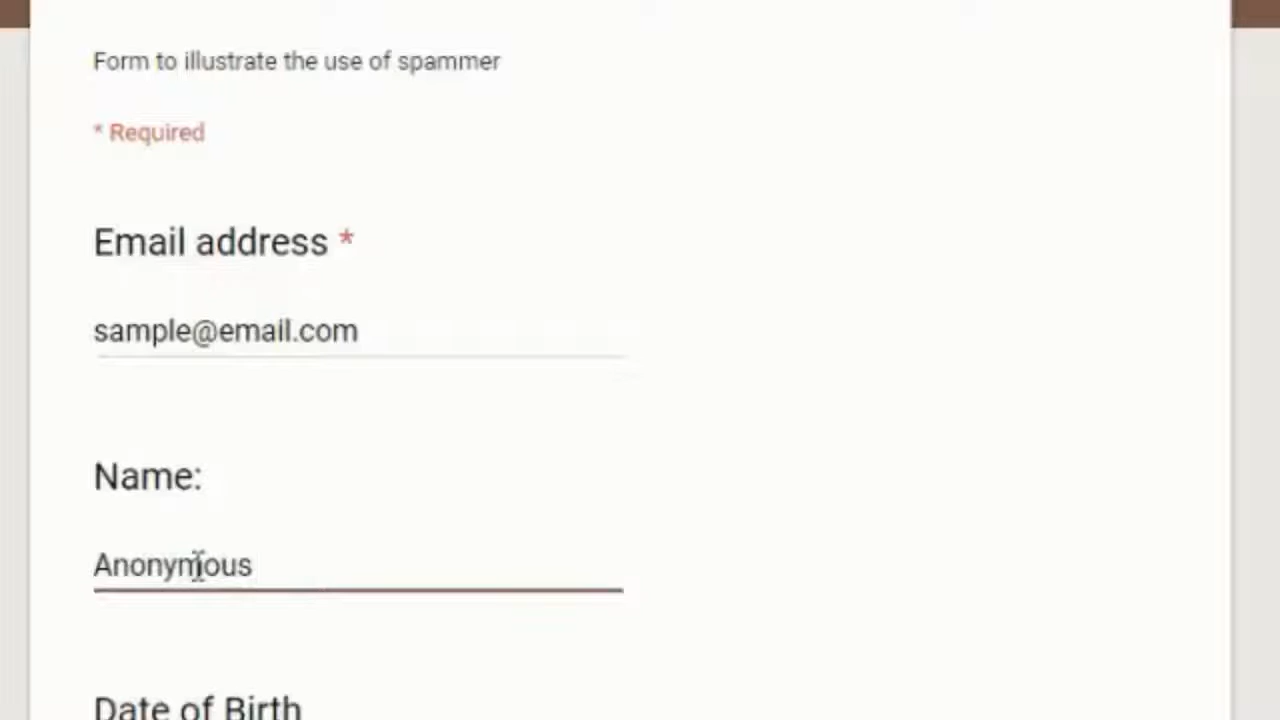 Form to illustrate the use of spammer
* Required
Email address *
sample@email.com
Name:
Anonymous
Date of Birth